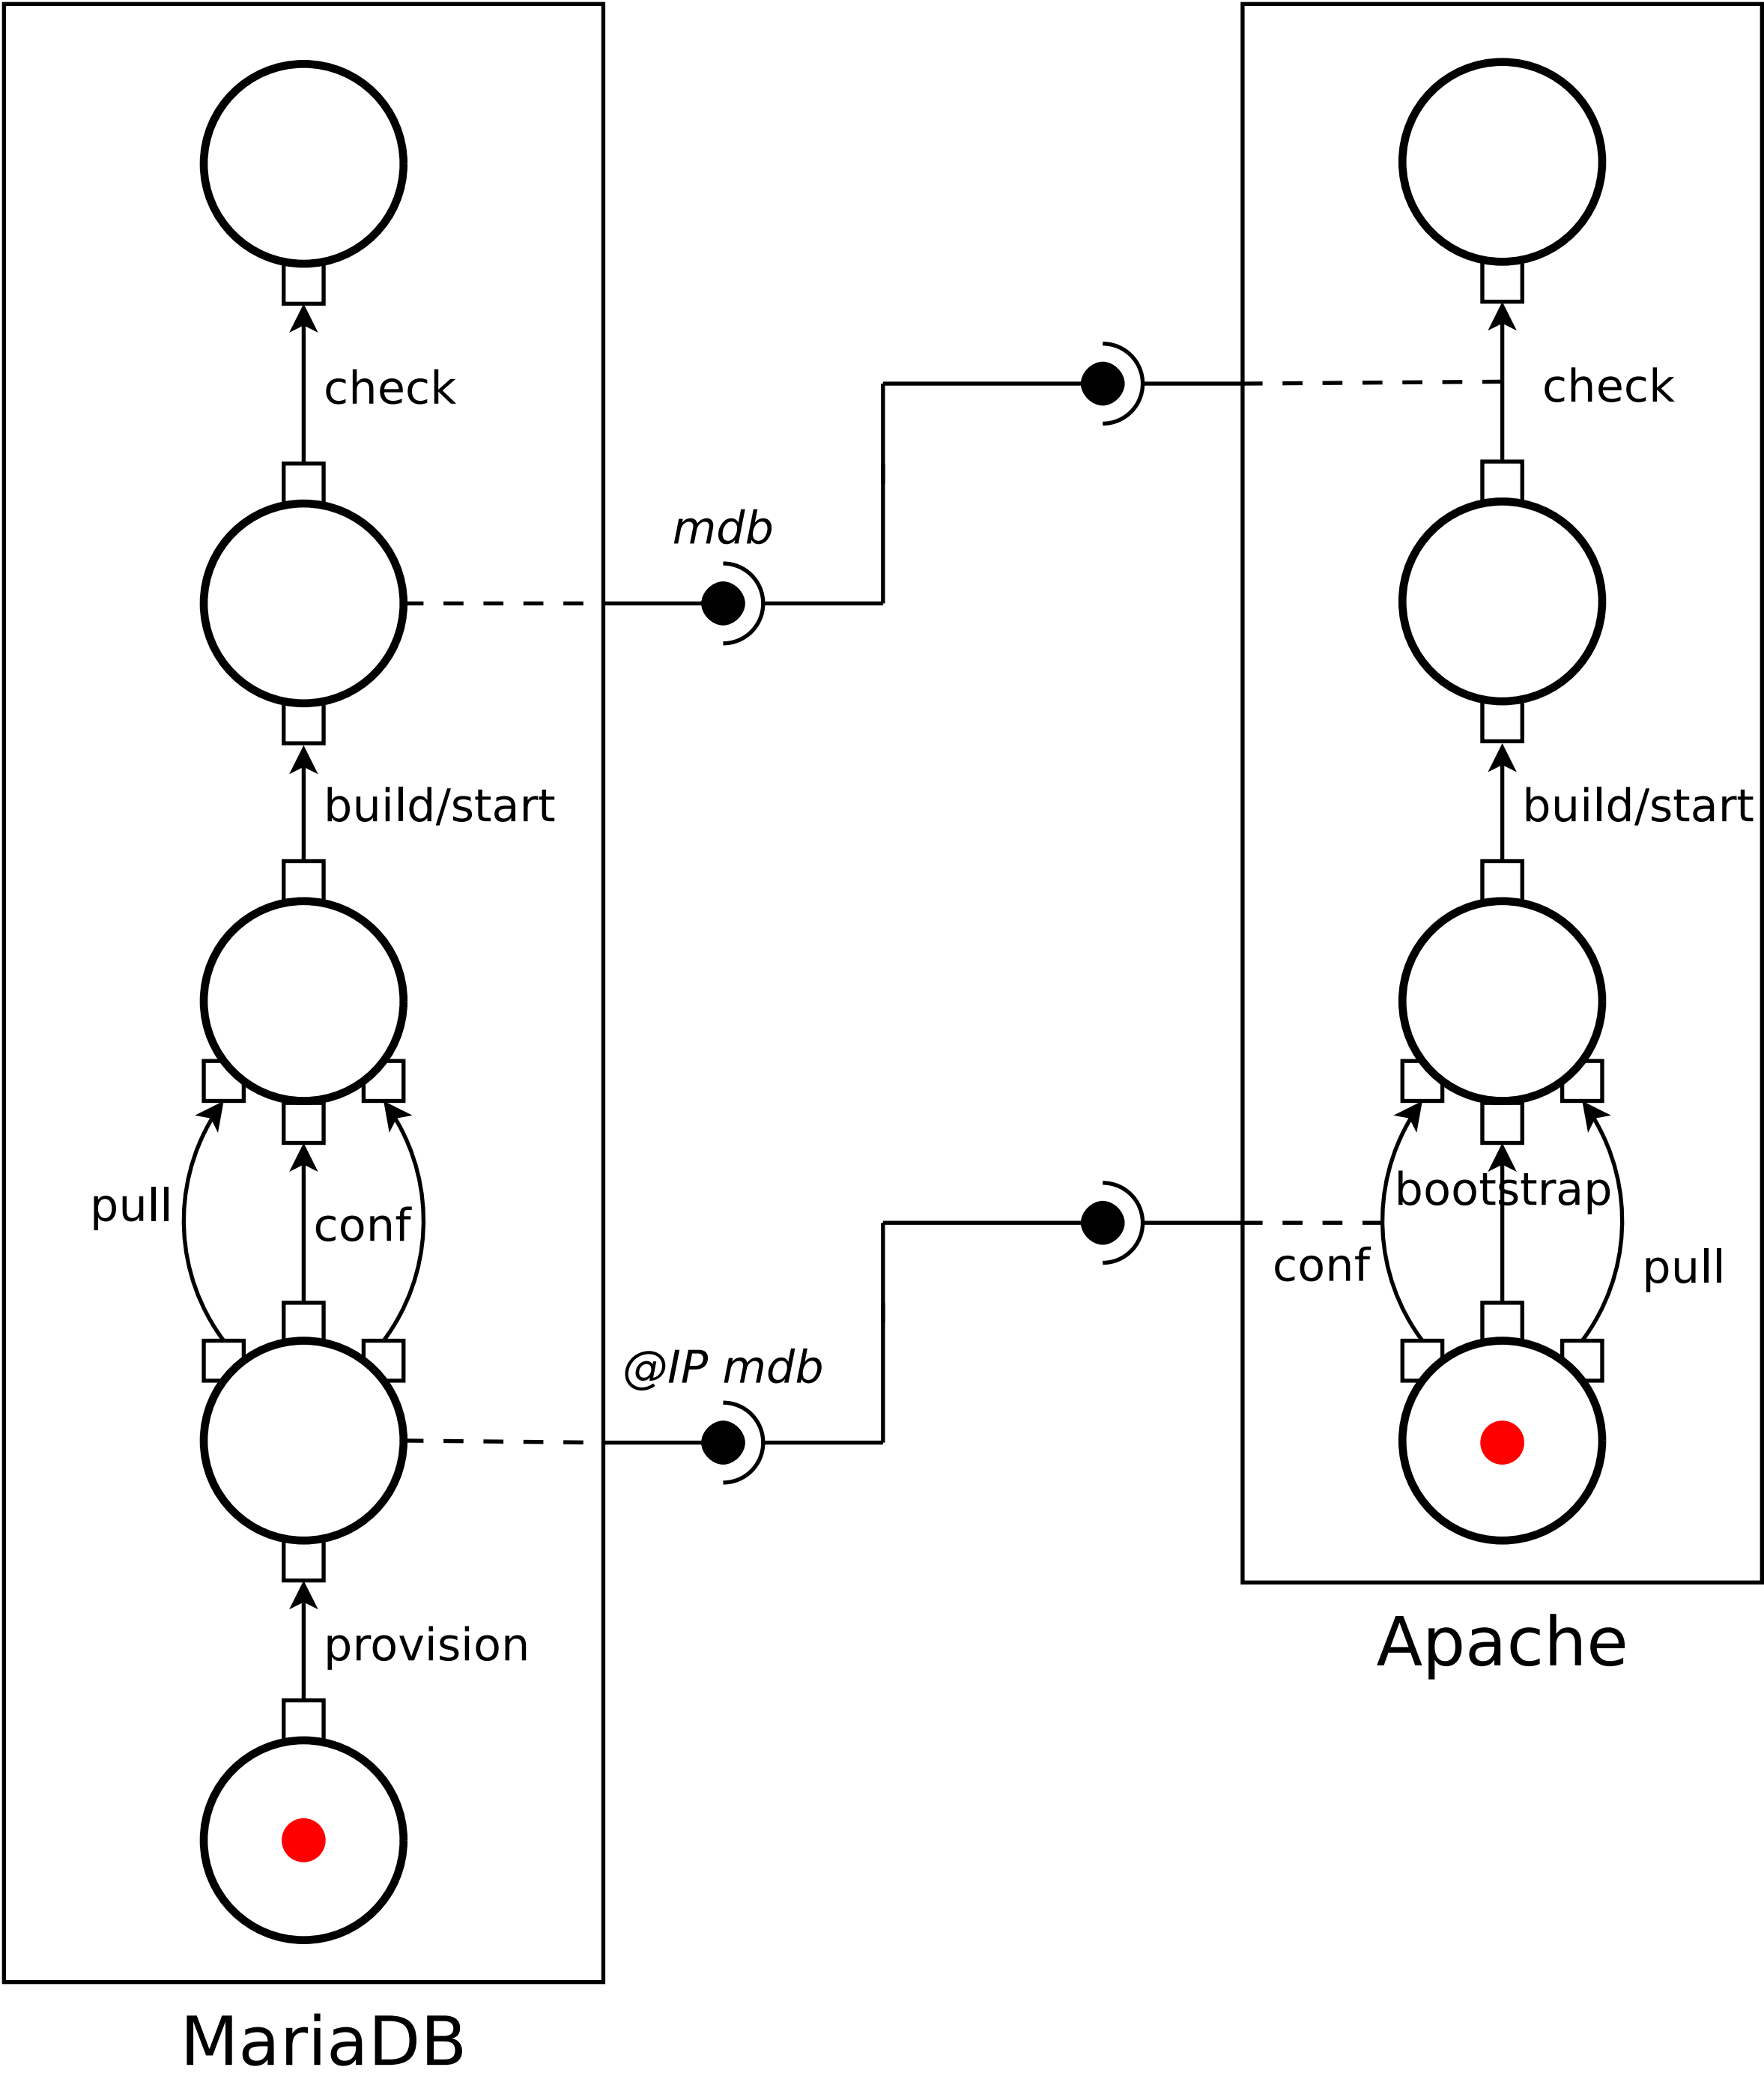 check
check
mdb
build/start
build/start
pull
conf
bootstrap
conf
pull
@IP mdb
provision
Apache
MariaDB